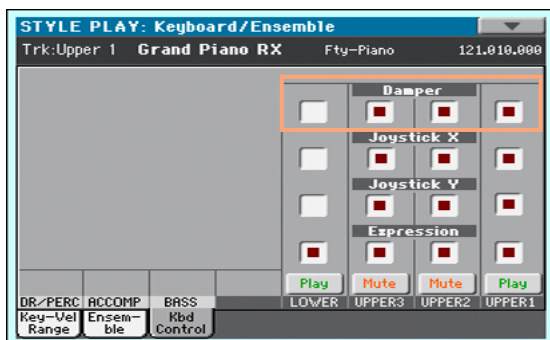 STYLE PLAY: Keyboard/Ensemble
Trk:Upper 1 Grand Piano RX Fty-Piano 121.010.000
Damper
Joystick X
Joystick Y
Expression
Play Mute Mute Play
DR/PERC ACCOMP BASS LOWER UPPER3 UPPER2 UPPER1
Key-Vel Range Ensem-ble Kbd Control